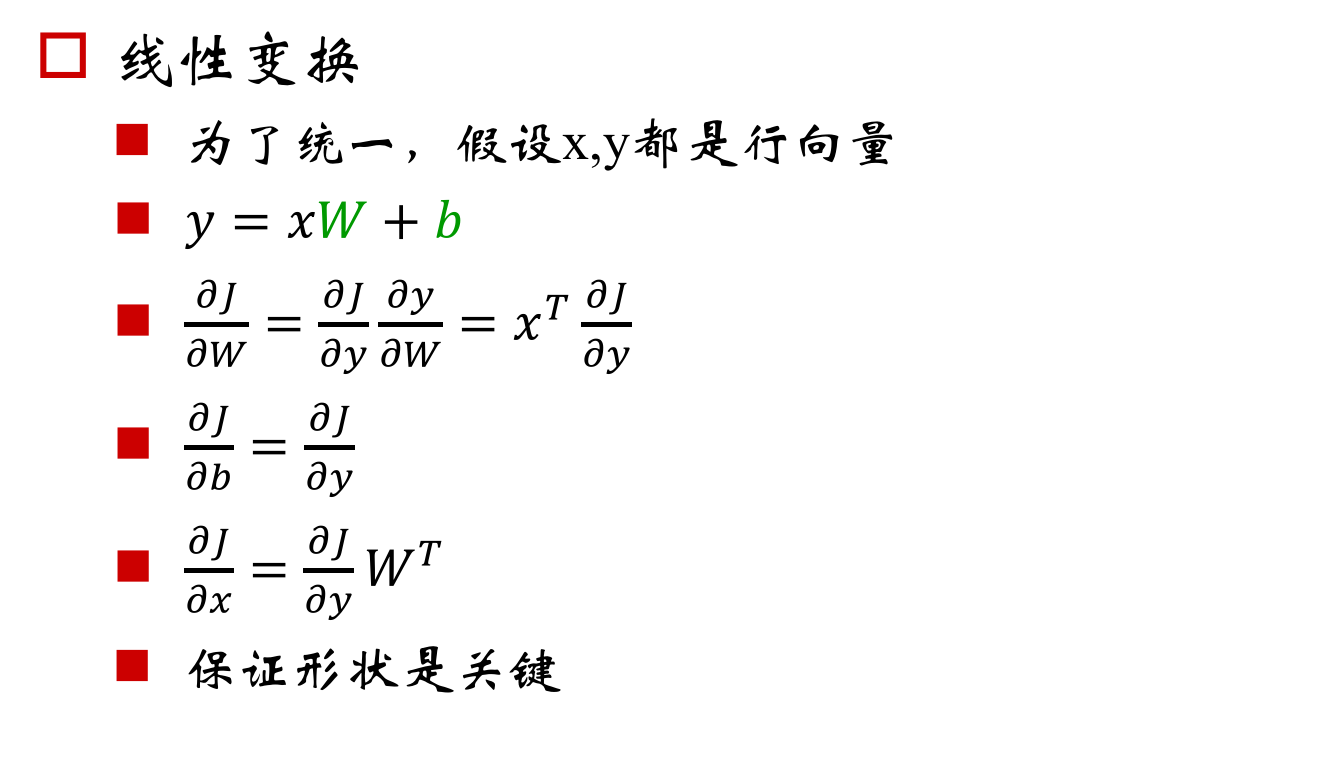 线性变换
为了统一，假设x,y都是行向量
y = xW + b
∂J/∂W = ∂J/∂y ∂y/∂W = x^T ∂J/∂y
∂J/∂b = ∂J/∂y
∂J/∂x = ∂J/∂y W^T
保证形状是关键